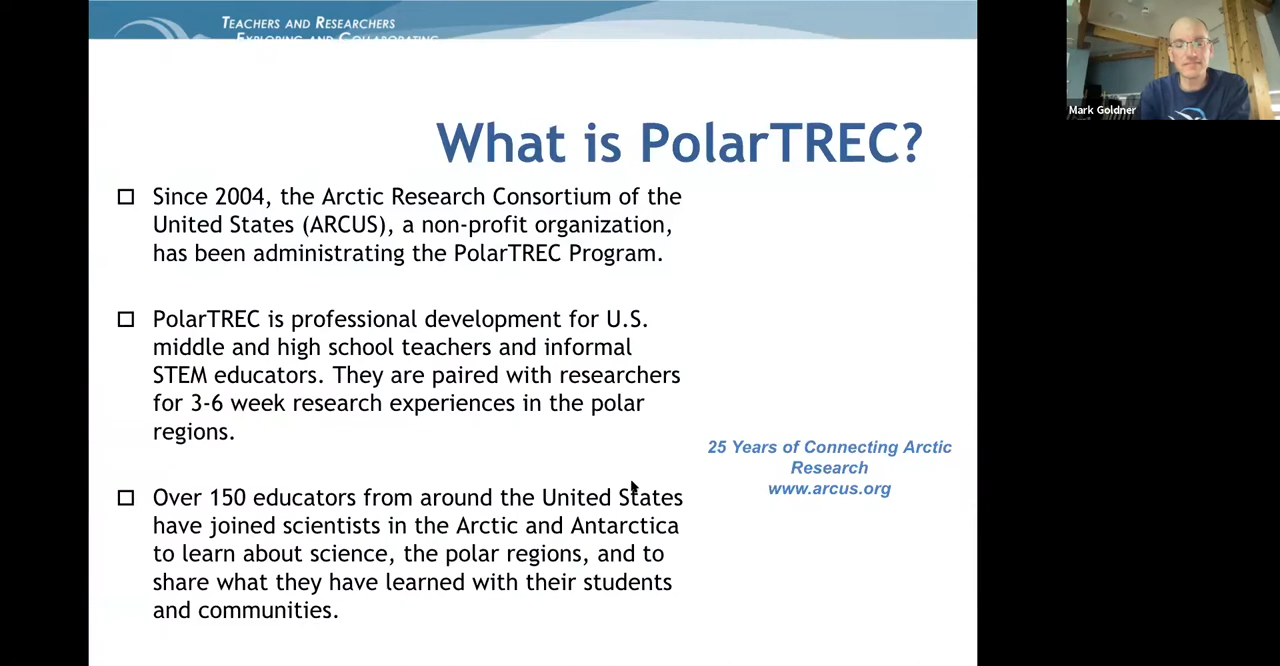 TEACHERS AND RESEARCHERS
EXPLORING AND COLLABORATING
Mark Goldner
What is PolarTREC?
Since 2004, the Arctic Research Consortium of the
United States (ARCUS), a non-profit organization,
has been administrating the PolarTREC Program.
PolarTREC is professional development for U.S.
middle and high school teachers and informal
STEM educators. They are paired with researchers
for 3-6 week research experiences in the polar
regions.
Over 150 educators from around the United States
have joined scientists in the Arctic and Antarctica
to learn about science, the polar regions, and to
share what they have learned with their students
and communities.
25 Years of Connecting Arctic
Research
www.arcus.org